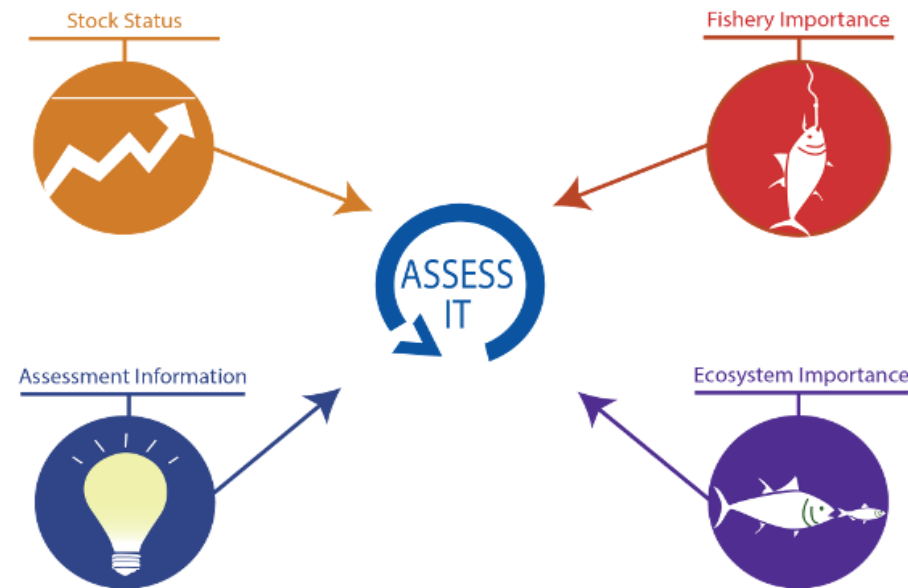 Stock Status
Fishery Importance
ASSESS
IT
Assessment Information
Ecosystem Importance